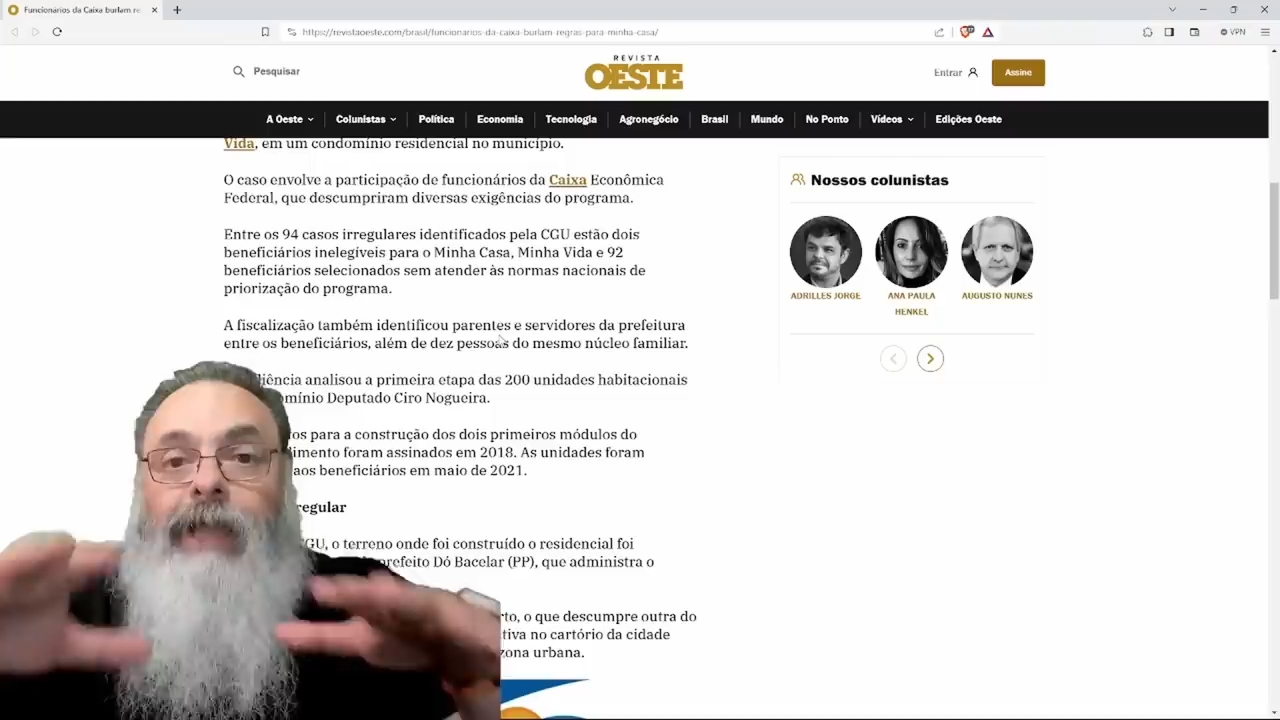 Funcionários da Caixa burlam re
https://revistaoeste.com/brasil/funcionarios-da-caixa-burlam-regras-para-minha-casa/
VPN
Pesquisar
REVISTA
OESTE
Entrar
Assine
A Oeste
Colunistas
Política
Economia
Tecnologia
Agronegócio
Brasil
Mundo
No Ponto
Vídeos
Edições Oeste
Vida, em um condomínio residencial no município.
O caso envolve a participação de funcionários da Caixa Econômica
Federal, que descumpriram diversas exigências do programa.
Entre os 94 casos irregulares identificados pela CGU estão dois
beneficiários inelegíveis para o Minha Casa, Minha Vida e 92
beneficiários selecionados sem atender às normas nacionais de
priorização do programa.
A fiscalização também identificou parentes e servidores da prefeitura
entre os beneficiários, além de dez pessoas do mesmo núcleo familiar.
diência analisou a primeira etapa das 200 unidades habitacionais
mínio Deputado Ciro Nogueira.
os para a construção dos dois primeiros módulos do
imento foram assinados em 2018. As unidades foram
aos beneficiários em maio de 2021.
regular
GU, o terreno onde foi construído o residencial foi
prefeito Dó Bacelar (PP), que administra o
rto, o que descumpre outra do
tiva no cartório da cidade
zona urbana.
Nossos colunistas
ADRILLES JORGE
ANA PAULA
HENKEL
AUGUSTO NUNES